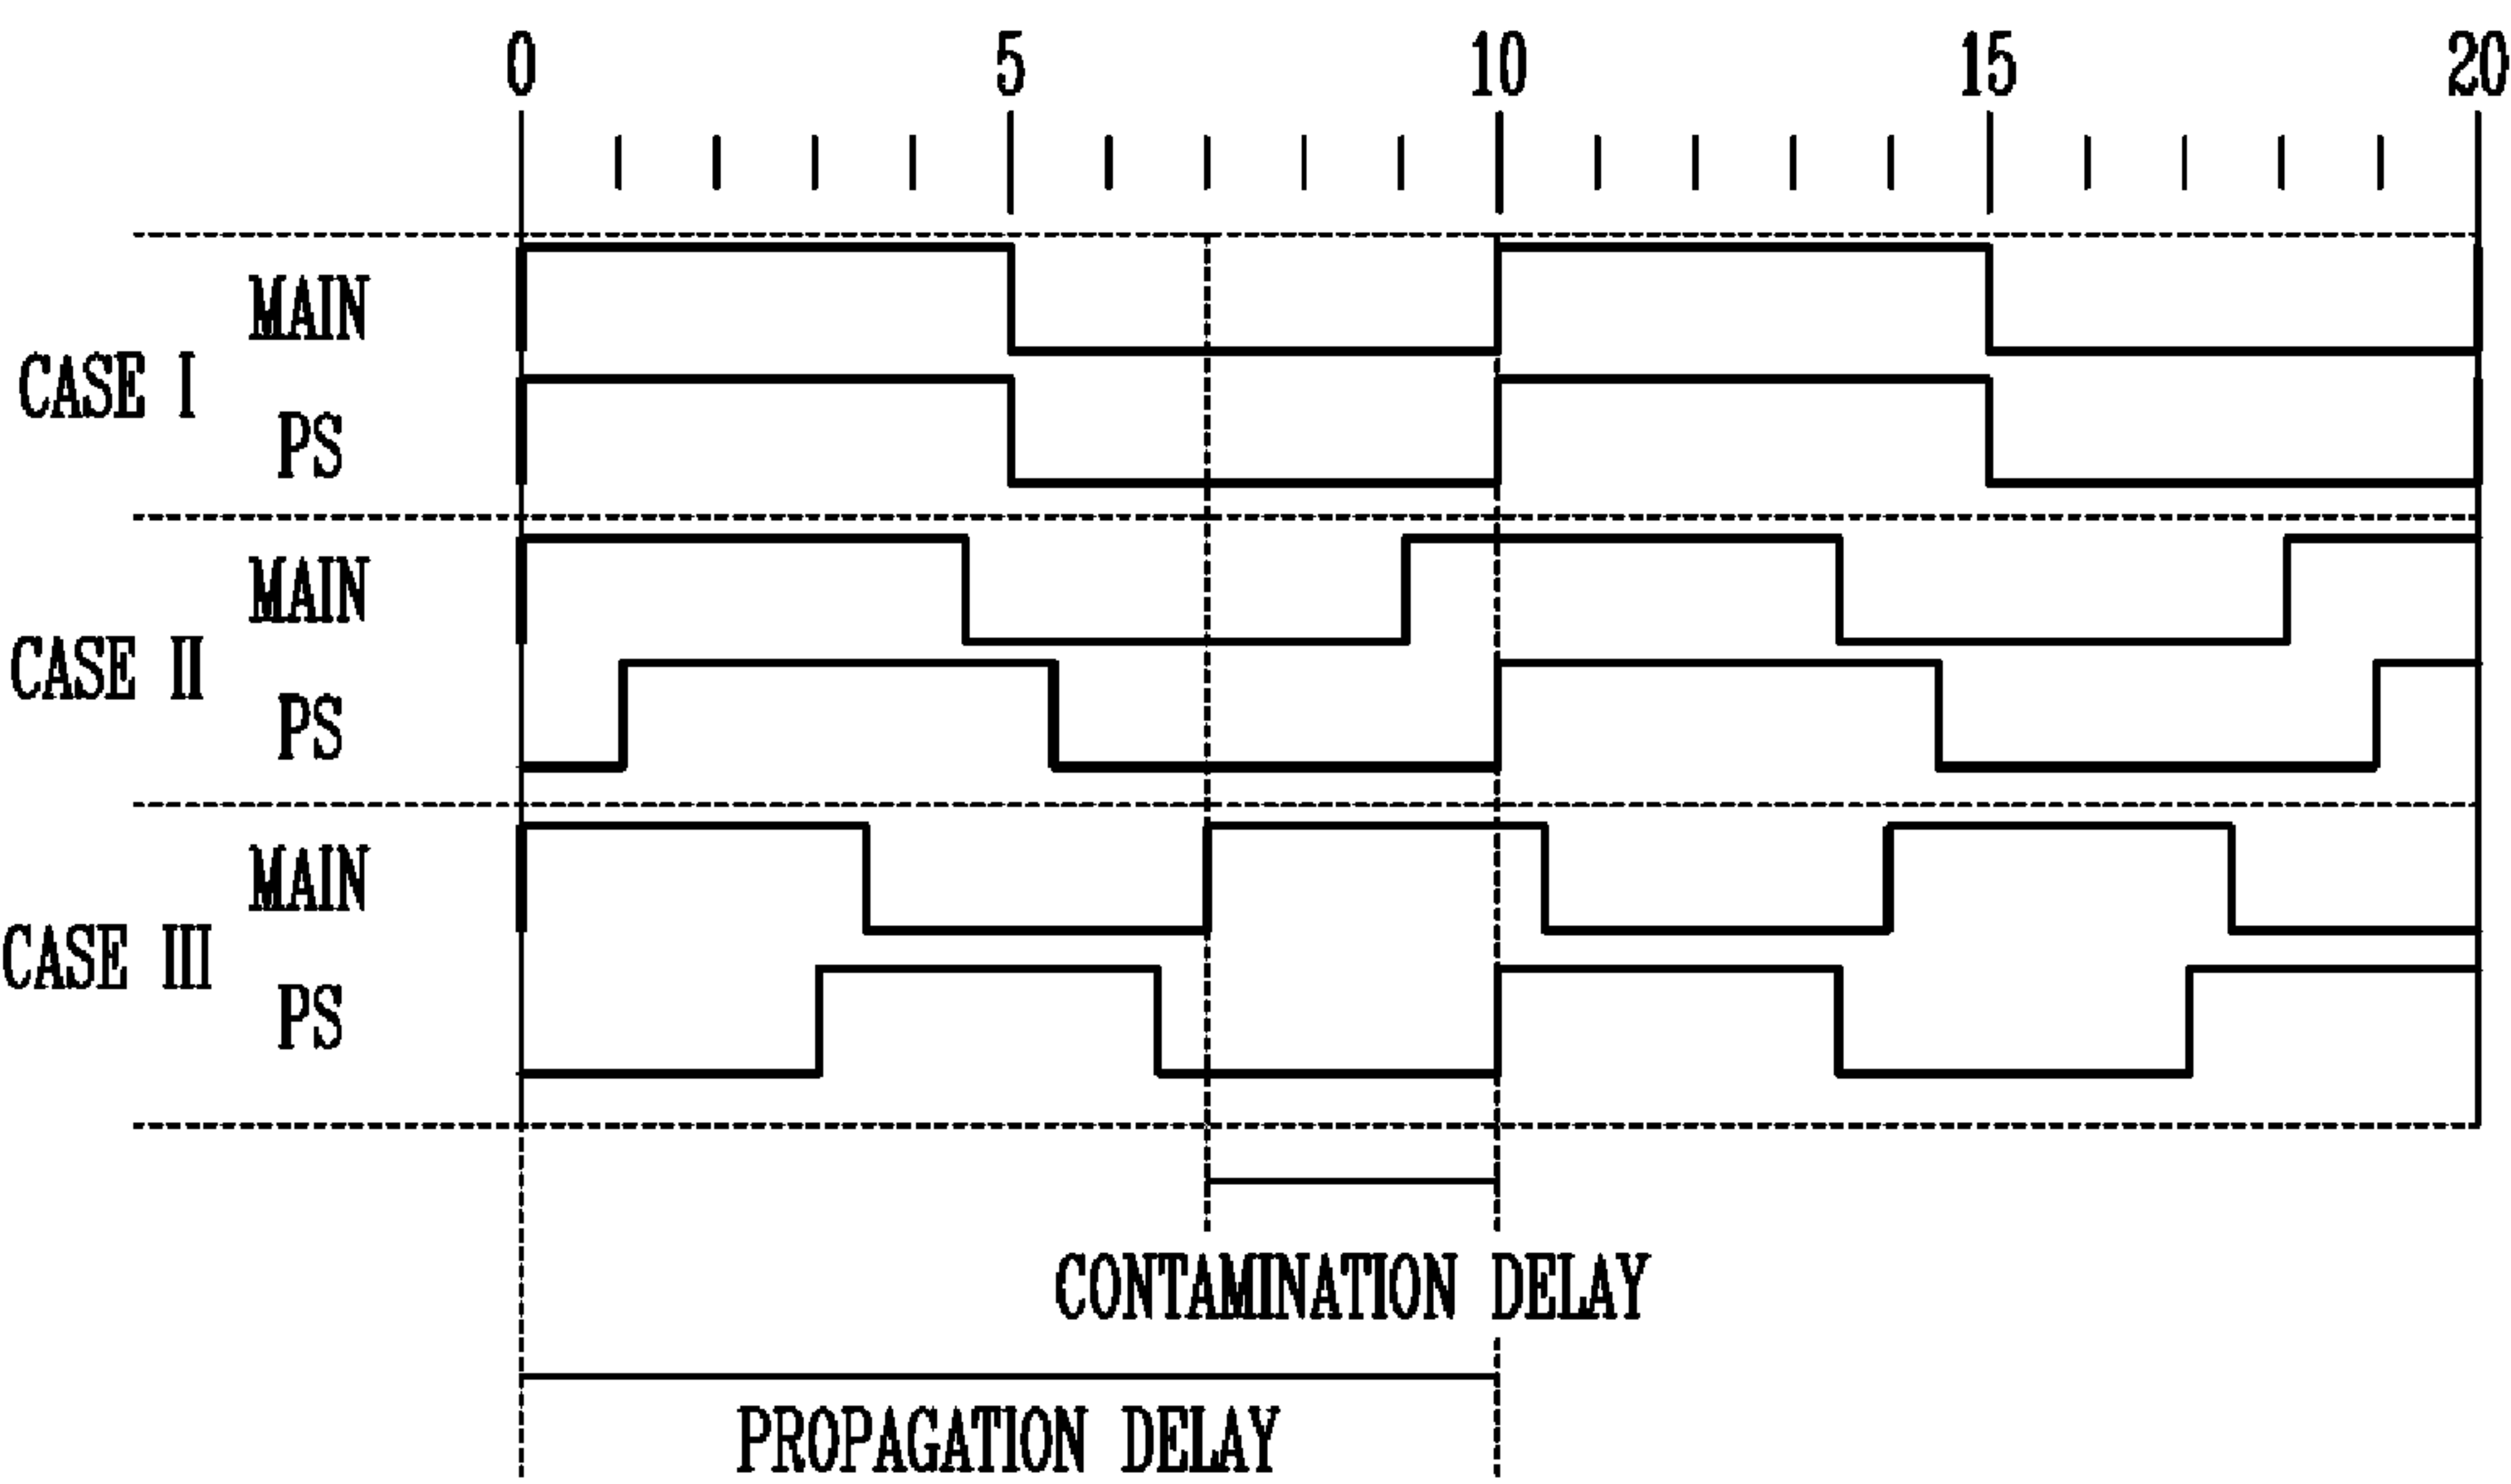 0 5 10 15 20
MAIN
CASE I
PS
MAIN
CASE II
PS
MAIN
CASE III
PS
CONTAMINATION DELAY
PROPAGATION DELAY